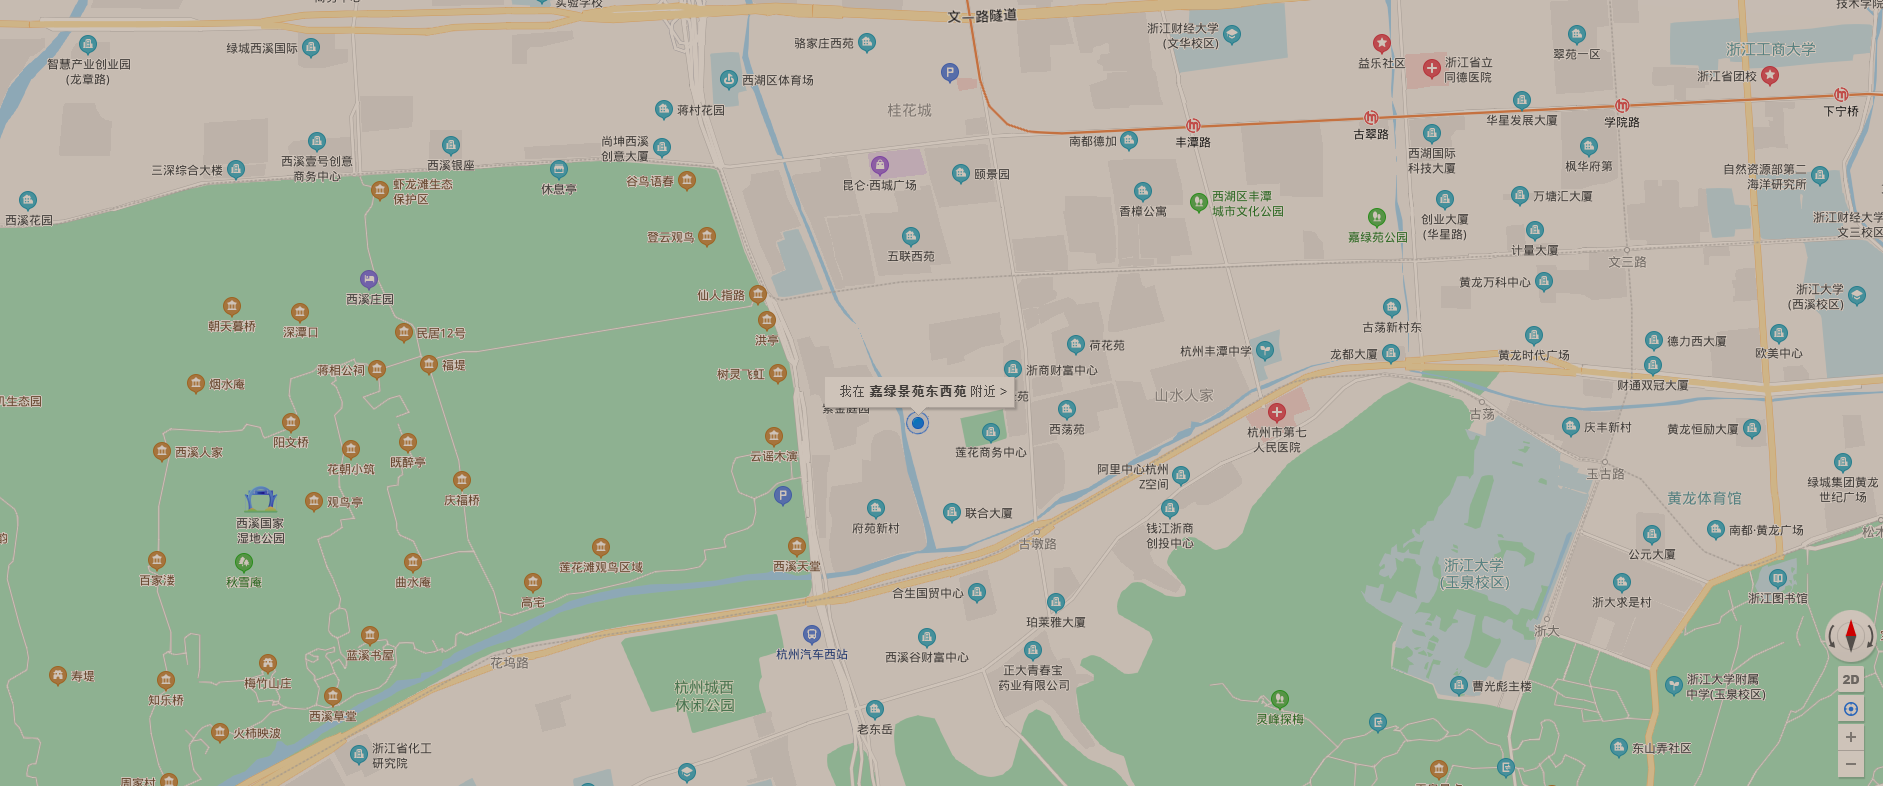 文一路隧道
实验学校
技术学院
智慧产业创业园
(龙章路)
绿城西溪国际
骆家庄西苑
浙江财经大学
(文华校区)
益乐社区
浙江省立
同德医院
翠苑一区
浙江工商大学
浙江省团校
下宁桥
西湖区体育场
蒋村花园
桂花城
P
南都德加
丰潭路
古翠路
华星发展大厦
学院路
三深综合大楼
西溪壹号创意
商务中心
西溪银座
尚坤西溪
创意大厦
休息亭
谷鸟语春
昆仑·西城广场
颐景园
西湖国际
科技大厦
枫华府第
自然资源部第二
海洋研究所
西溪花园
虾龙滩生态
保护区
登云观鸟
五联西苑
香樟公寓
西湖区丰潭
城市文化公园
嘉绿苑公园
创业大厦
(华星路)
万塘汇大厦
计量大厦
浙江财经大学
文三校区
文三路
西溪庄园
仙人指路
黄龙万科中心
浙江大学
(西溪校区)
朝天暮桥
深潭口
民居12号
洪亭
古荡新村东
蒋相公祠
福堤
树灵飞虹
荷花苑
浙商财富中心
杭州丰潭中学
龙都大厦
黄龙时代广场
德力西大厦
欧美中心
财通双冠大厦
烟水庵
机生态园
我在 嘉绿景苑东西苑 附近 >
紫金庭园
西荡苑
山水人家
杭州市第七
人民医院
古荡
庆丰新村
黄龙恒励大厦
阳文桥
西溪人家
花朝小筑
既醉亭
云谣木演
莲花商务中心
阿里中心杭州
Z空间
玉古路
黄龙体育馆
绿城集团黄龙
世纪广场
观鸟亭
庆福桥
P
西溪国家
湿地公园
府苑新村
联合大厦
古墩路
钱江浙商
创投中心
南都·黄龙广场
公元大厦
百家溇
秋雪庵
曲水庵
莲花滩观鸟区域
西溪天堂
高宅
合生国贸中心
珀莱雅大厦
浙江大学
(玉泉校区)
浙大求是村
浙江图书馆
蓝溪书屋
花坞路
杭州汽车西站
西溪谷财富中心
正大青春宝
药业有限公司
浙大
寿堤
知乐桥
梅竹山庄
西溪草堂
杭州城西
休闲公园
老东岳
灵峰探梅
曹光彪主楼
浙江大学附属
中学(玉泉校区)
2D
火柿映波
浙江省化工
研究院
东山弄社区
周家村
+
−